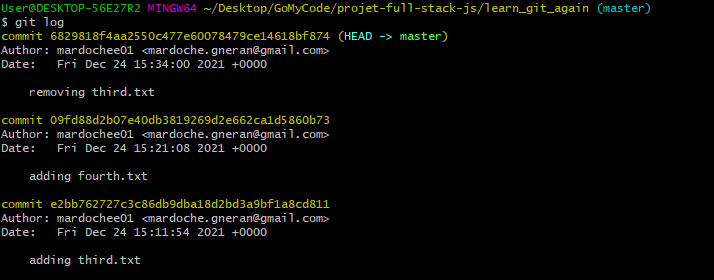 User@DESKTOP-56E27R2 MINGW64 ~/Desktop/GoMyCode/projet-full-stack-js/learn_git_again (master)
$ git log
commit 6829818f4aa2550c477e60078479ce14618bf874 (HEAD -> master)
Author: mardochee01 <mardoche.gneran@gmail.com>
Date:   Fri Dec 24 15:34:00 2021 +0000
    removing third.txt
commit 09fd88d2b07e40db3819269d2e662ca1d5860b73
Author: mardochee01 <mardoche.gneran@gmail.com>
Date:   Fri Dec 24 15:21:08 2021 +0000
    adding fourth.txt
commit e2bb762727c3c86db9dba18d2bd3a9bf1a8cd811
Author: mardochee01 <mardoche.gneran@gmail.com>
Date:   Fri Dec 24 15:11:54 2021 +0000
    adding third.txt